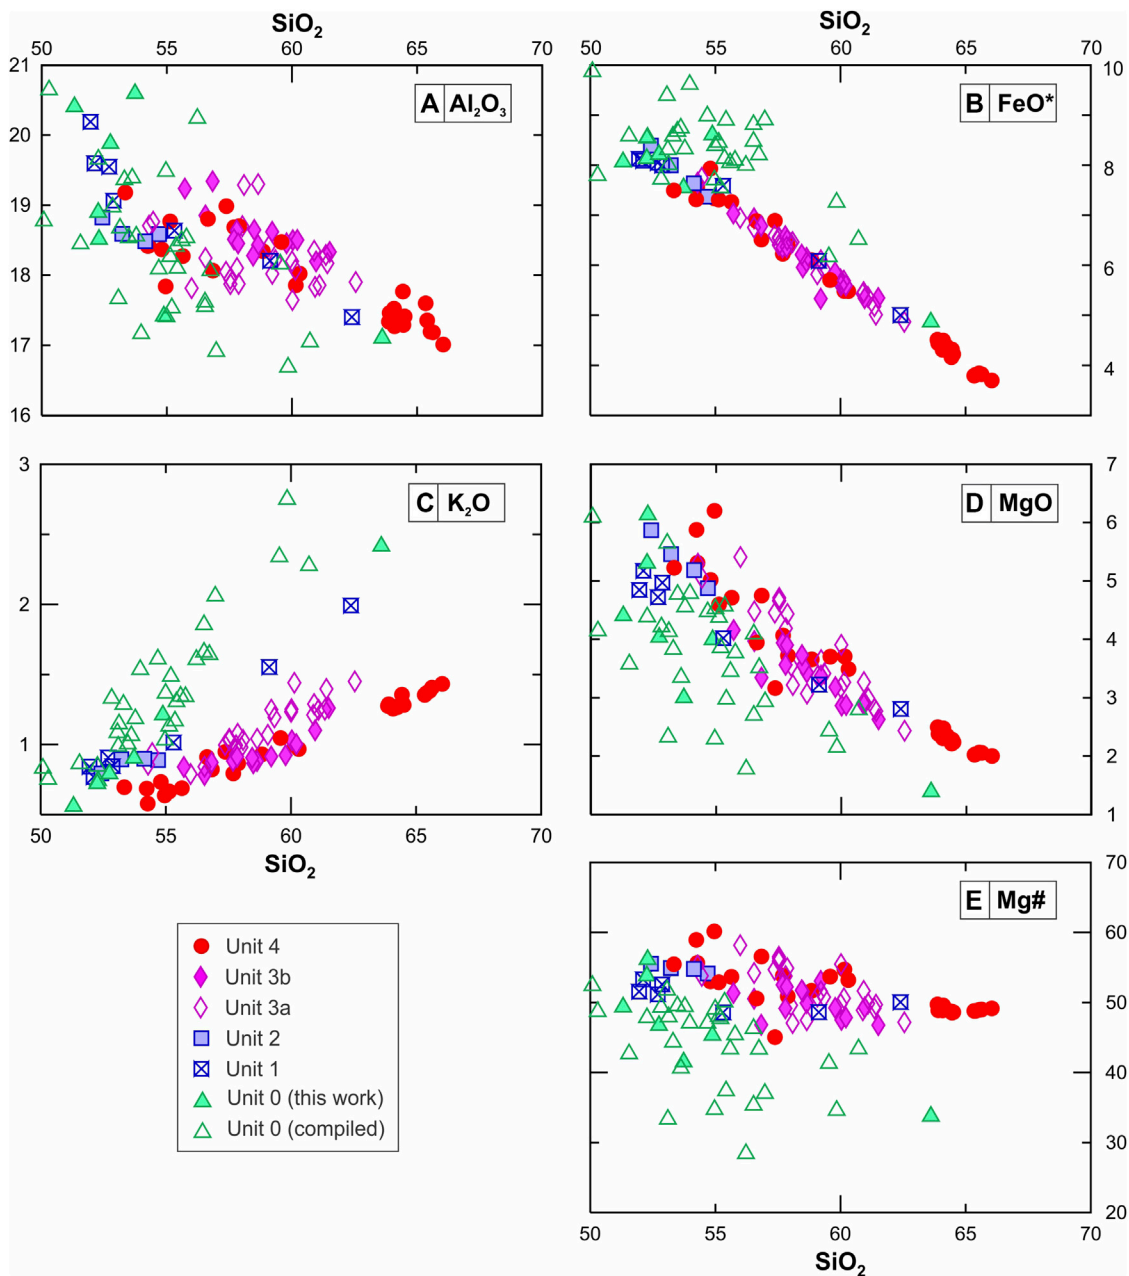 SiO2 SiO2
50 55 60 65 70 50 55 60 65 70
21 10
A Al2O3 B FeO*
20
19 8
18 6
17
4
16
3 7
C K2O D MgO
6
5
2
4
3
1
2
1
50 55 60 65 70
SiO2
70
E Mg#
60
Unit 4
Unit 3b
50
Unit 3a
Unit 2
Unit 1
40
Unit 0 (this work)
Unit 0 (compiled)
30
20
50 55 60 65 70
SiO2